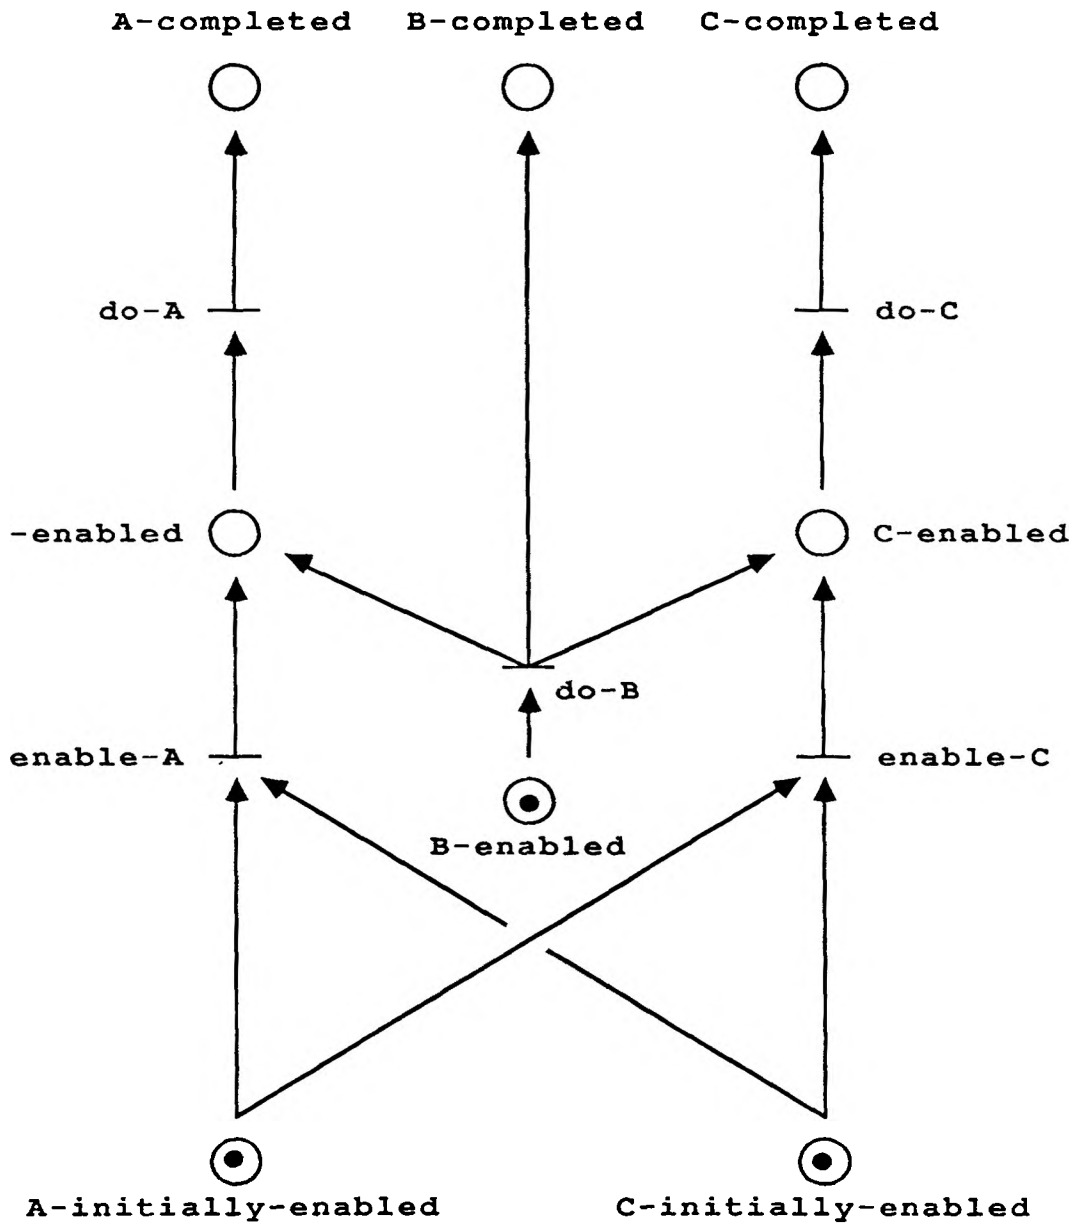 A-completed B-completed C-completed
do-A do-C
-enabled C-enabled
do-B
enable-A enable-C
B-enabled
A-initially-enabled C-initially-enabled